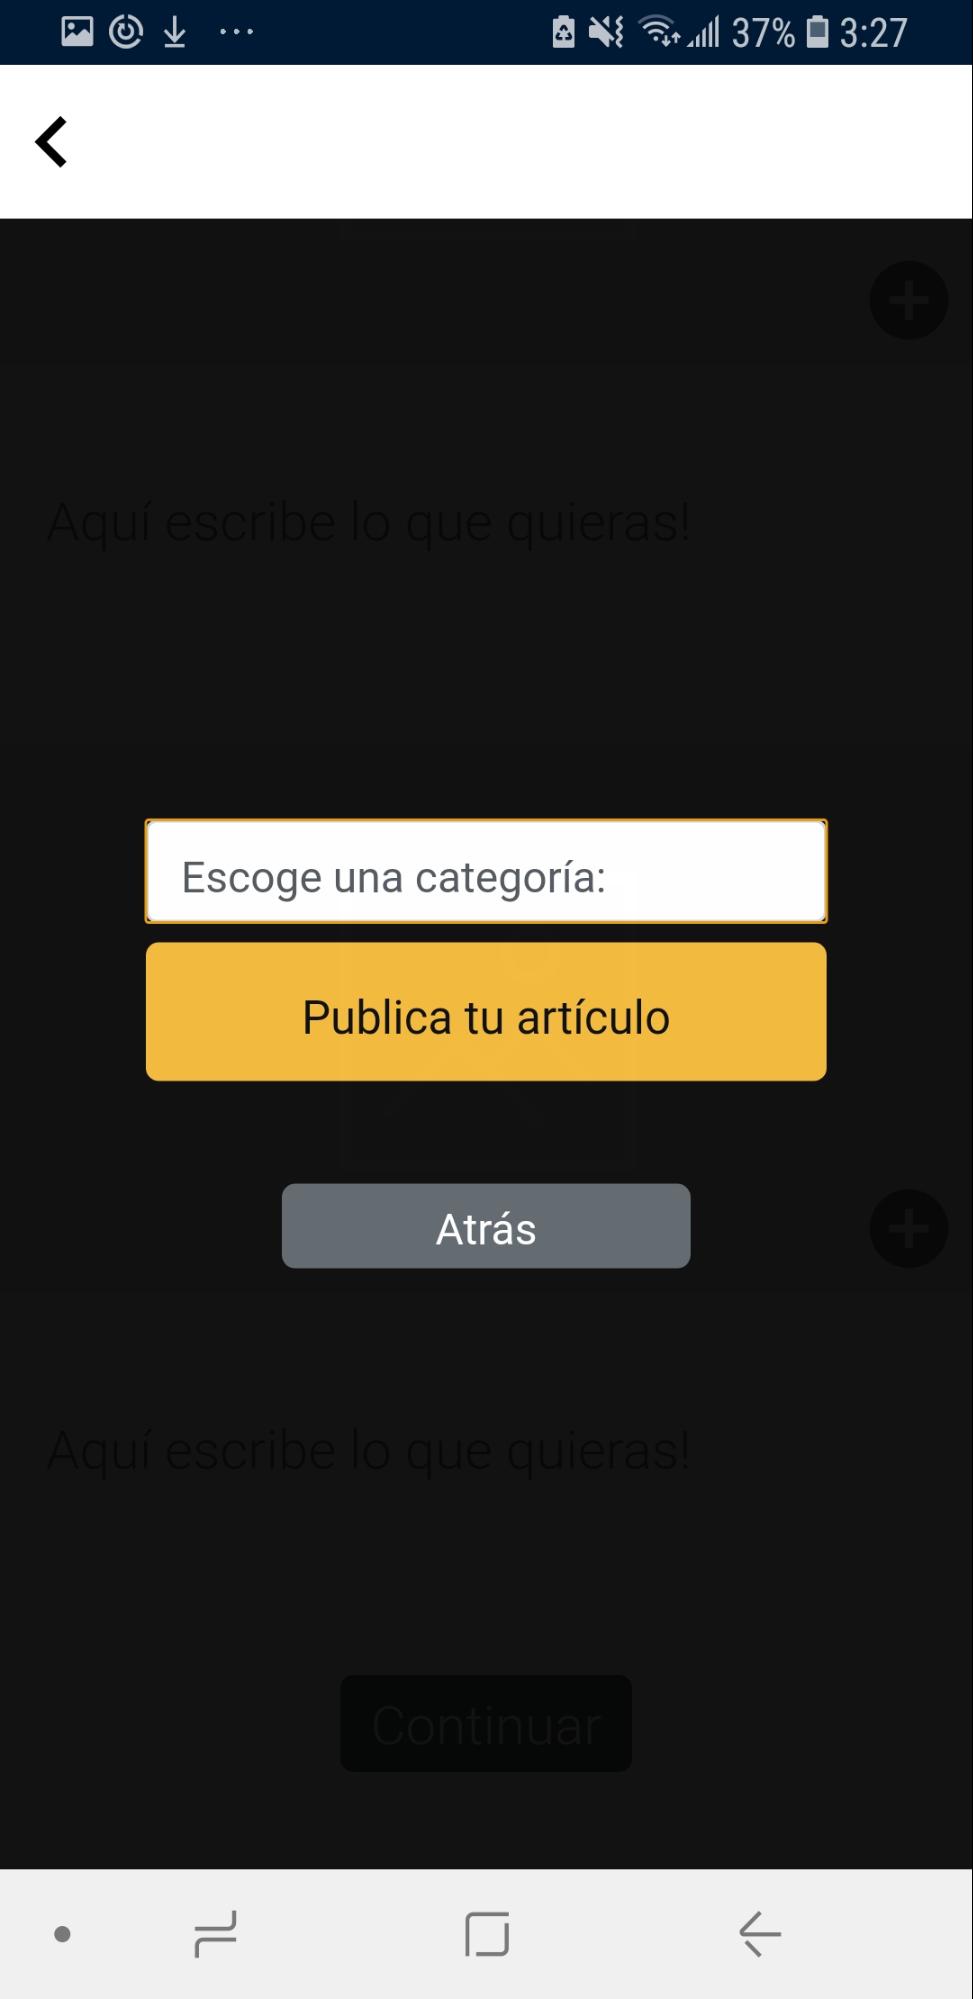 37% 3:27
Aquí escribe lo que quieras!
Escoge una categoría:
Publica tu artículo
Atrás
Aquí escribe lo que quieras!
Continuar